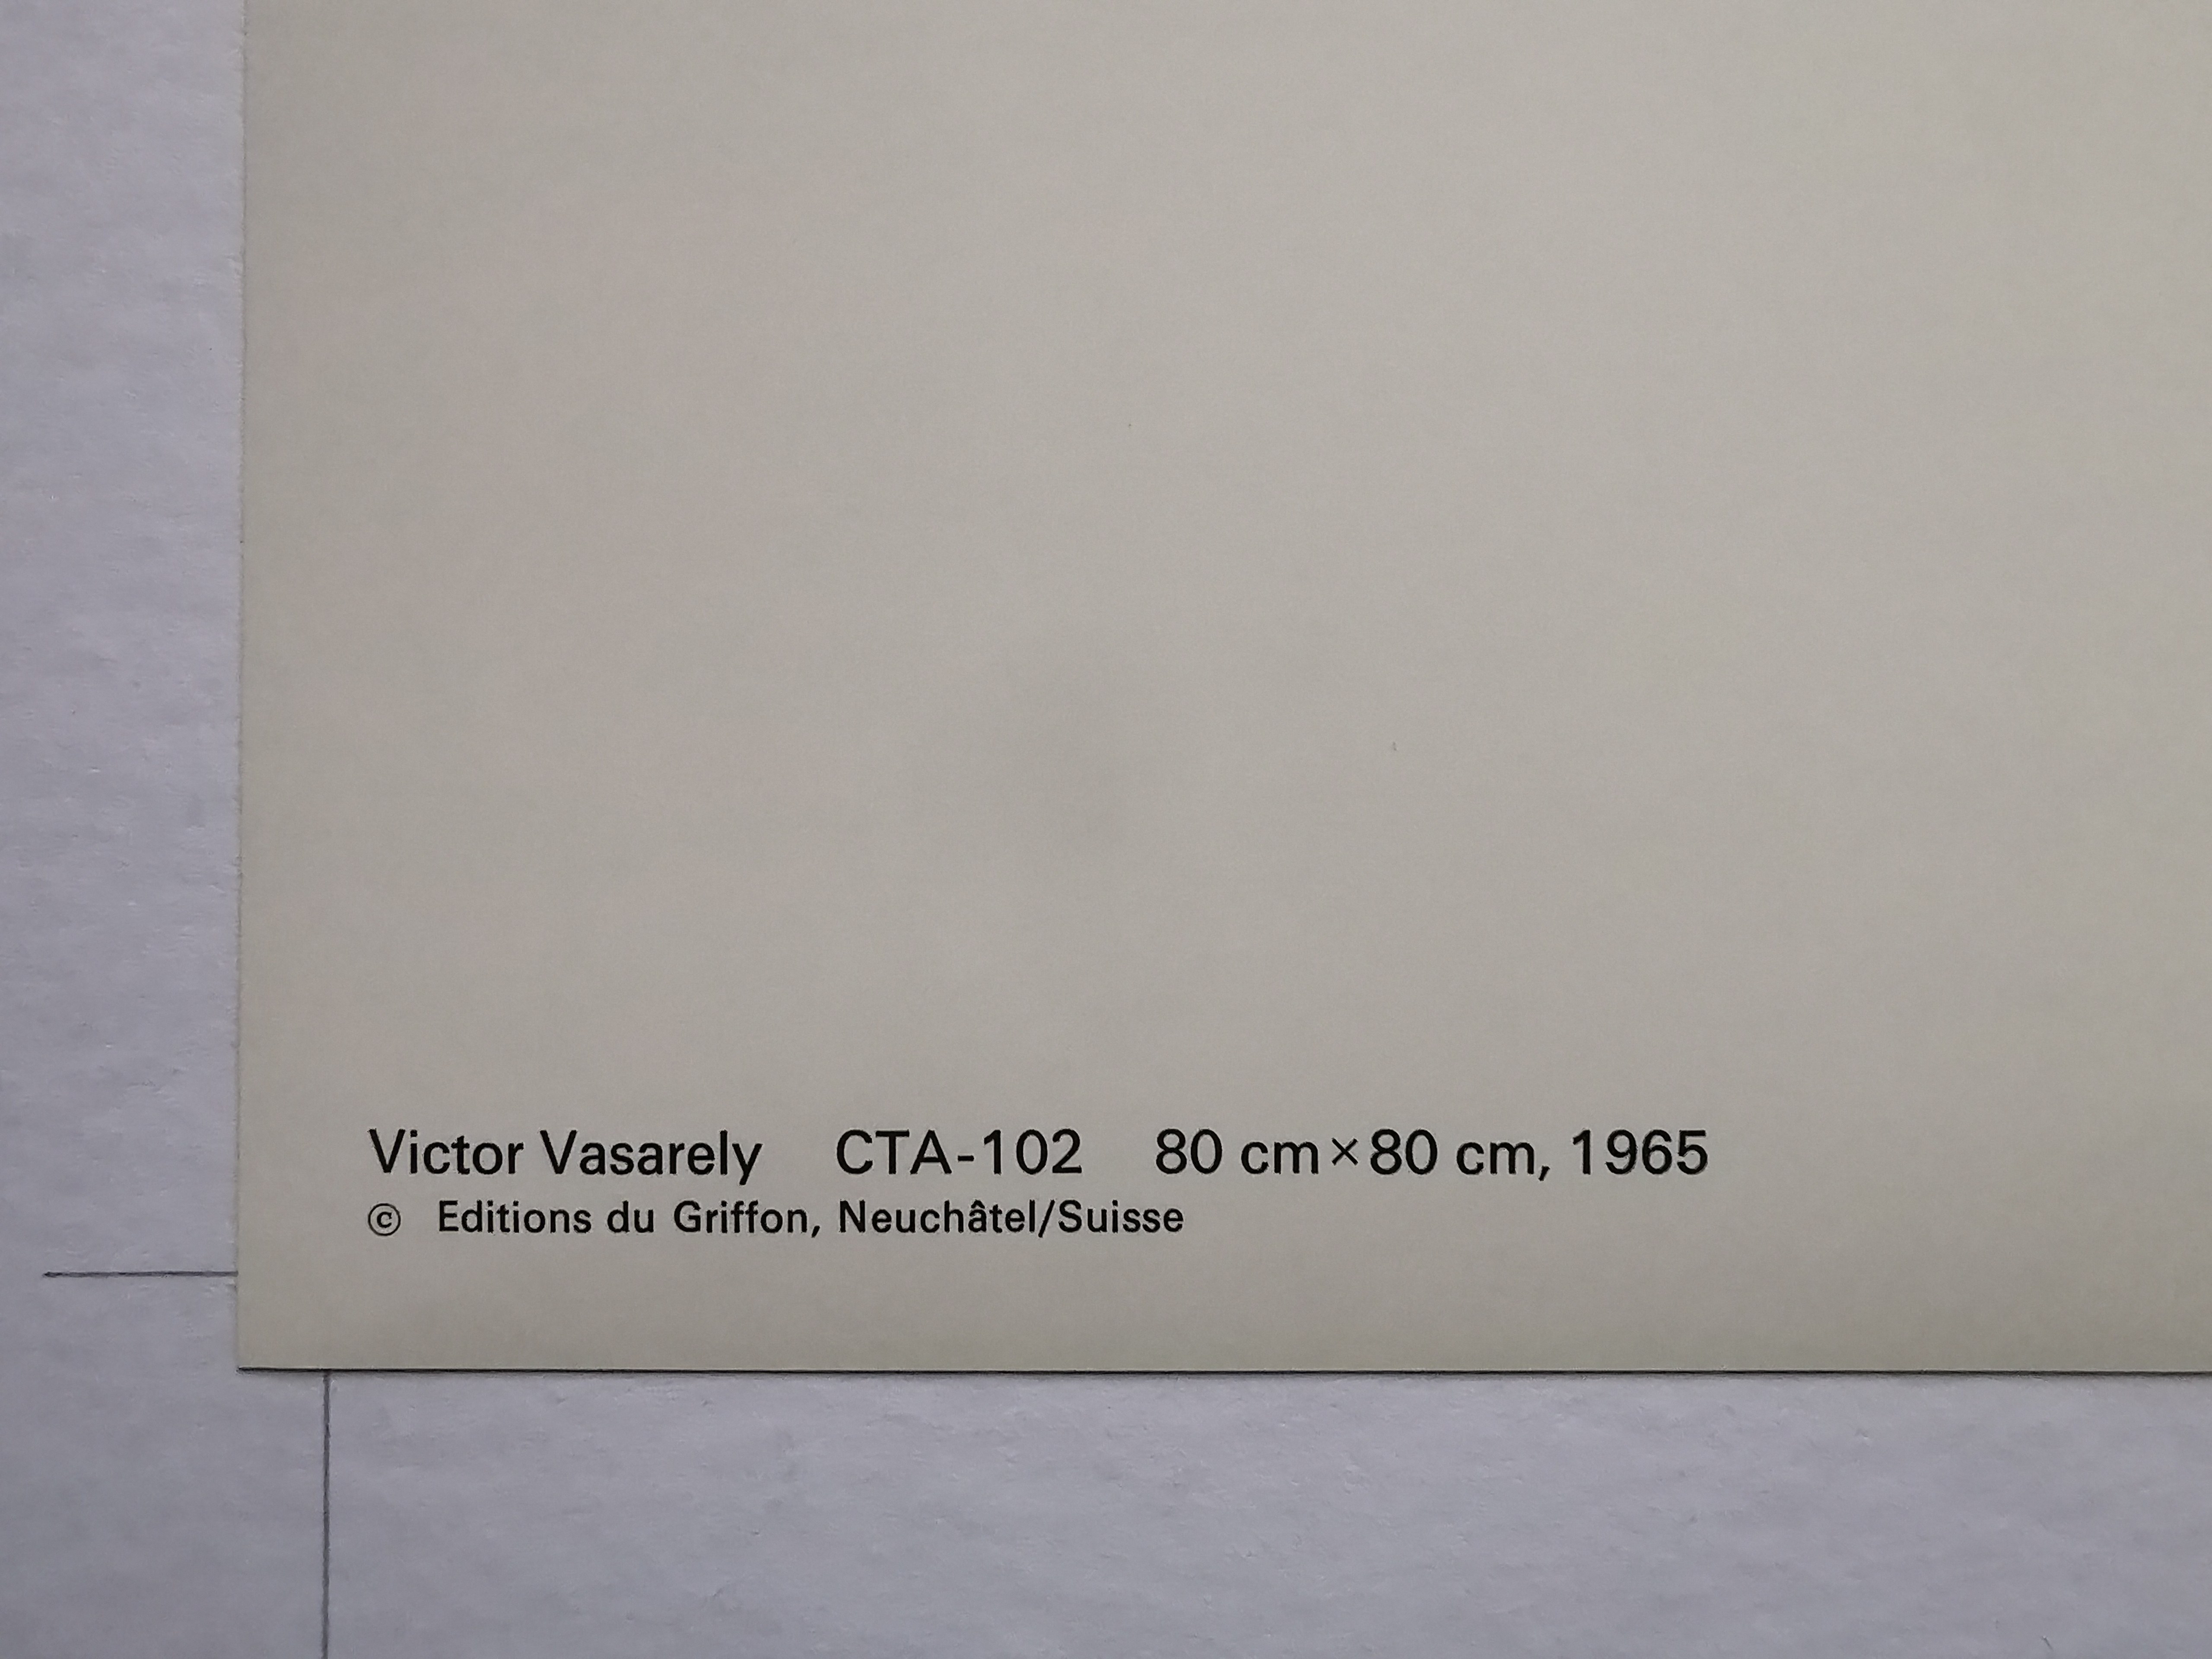 Victor Vasarely CTA-102 80 cm×80 cm, 1965
© Editions du Griffon, Neuchâtel/Suisse